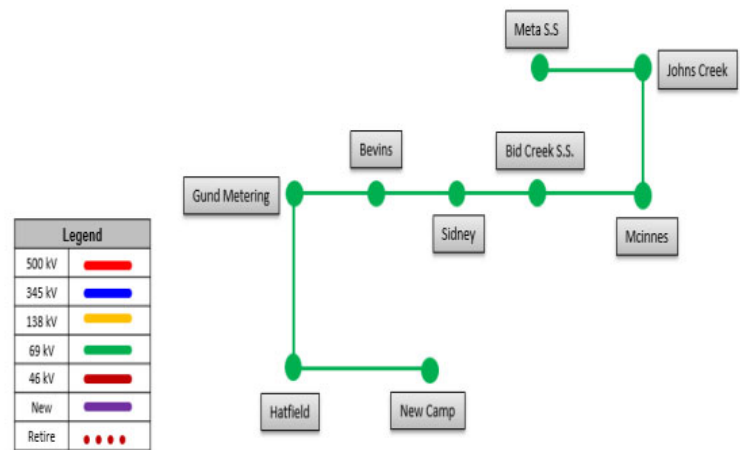 Meta S.S
Johns Creek
Bevins
Bid Creek S.S.
Gund Metering
Sidney
Mcinnes
Hatfield
New Camp
Legend
500 kV
345 kV
138 kV
69 kV
46 kV
New
Retire